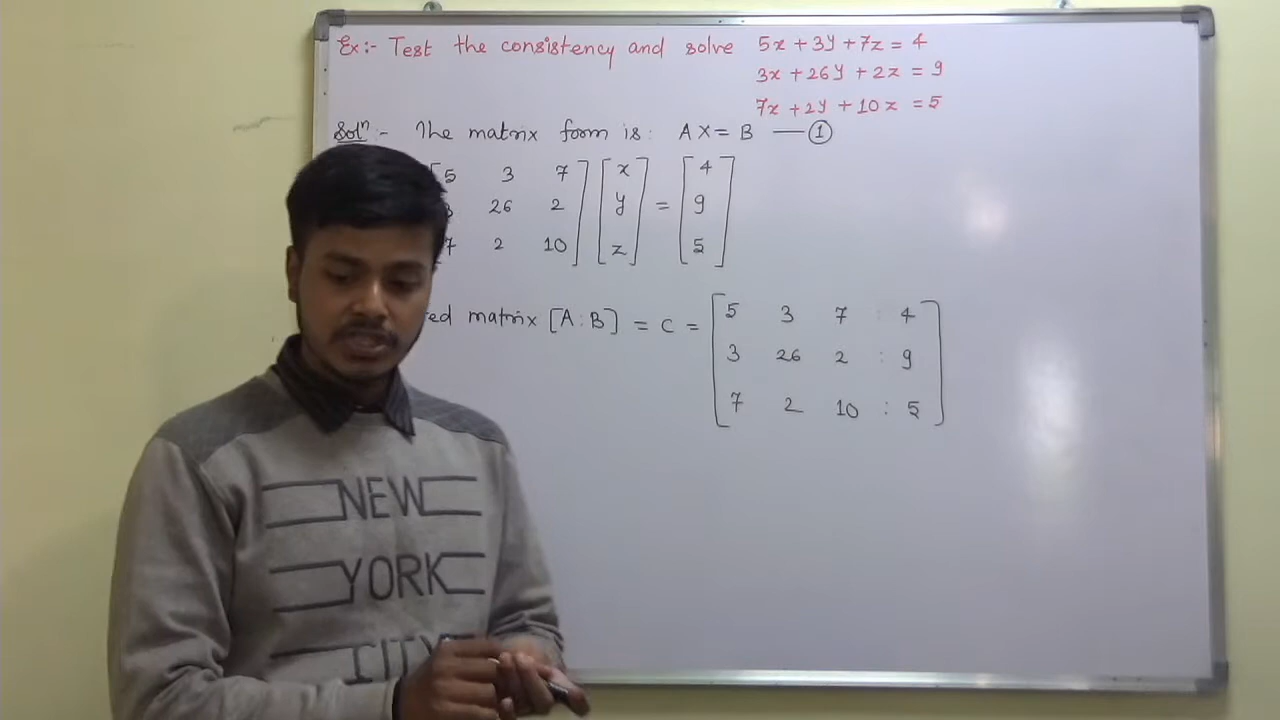 Ex:- Test the consistency and solve 5x + 3y + 7z = 4
3x + 26y + 2z = 9
7x + 2y + 10x = 5
Solⁿ:- The matrix form is: AX = B —①
5 3 7 x 4
26 2 y = 9
7 2 10 z 5
matrix [A:B] = C = 5 3 7 : 4
3 26 2 : 9
7 2 10 : 5
NEW
YORK
CITY